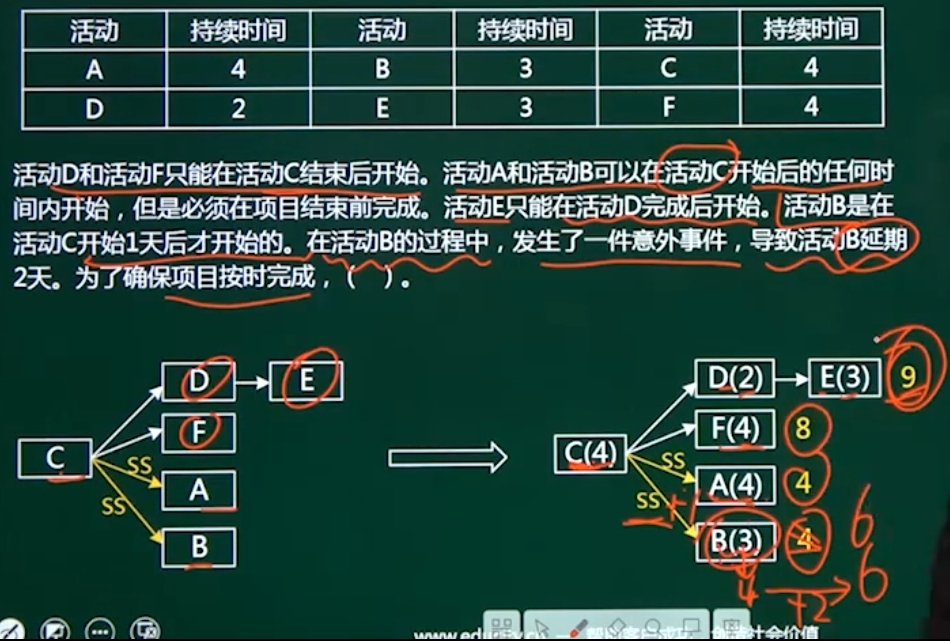 活动 持续时间 活动 持续时间 活动 持续时间
A 4 B 3 C 4
D 2 E 3 F 4
活动D和活动F只能在活动C结束后开始。活动A和活动B可以在活动C开始后的任何时
间内开始，但是必须在项目结束前完成。活动E只能在活动D完成后开始。活动B是在
活动C开始1天后才开始的。在活动B的过程中，发生了一件意外事件，导致活动B延期
2天。为了确保项目按时完成，（ ）。
D E D(2) E(3) 9
F F(4) 8
C C(4)
SS A SS A(4) 4
SS B SS +1 B(3) 4 6
4 +2 6